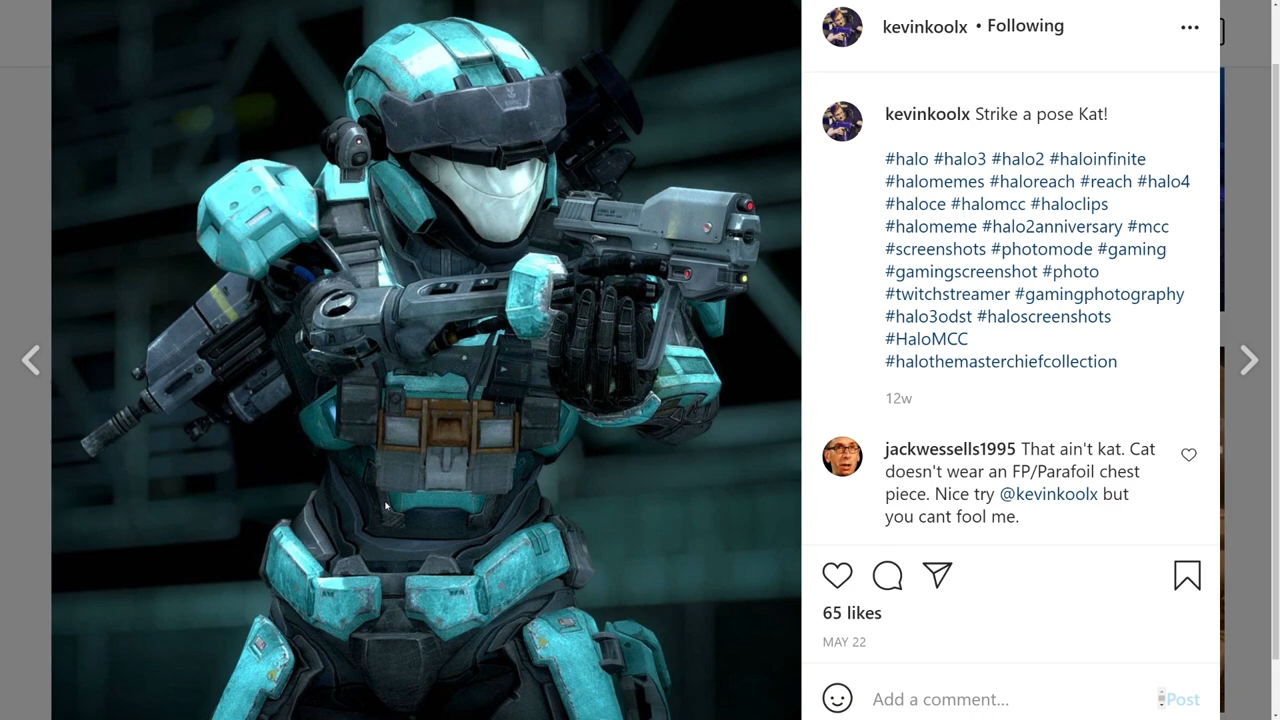 kevinkoolx • Following
kevinkoolx Strike a pose Kat!
#halo #halo3 #halo2 #haloinfinite
#halomemes #haloreach #reach #halo4
#haloce #halomcc #haloclips
#halomeme #halo2anniversary #mcc
#screenshots #photomode #gaming
#gamingscreenshot #photo
#twitchstreamer #gamingphotography
#halo3odst #haloscreenshots
#HaloMCC
#halothemasterchiefcollection
12w
jackwessells1995 That ain't kat. Cat
doesn't wear an FP/Parafoil chest
piece. Nice try @kevinkoolx but
you cant fool me.
65 likes
MAY 22
Add a comment... Post